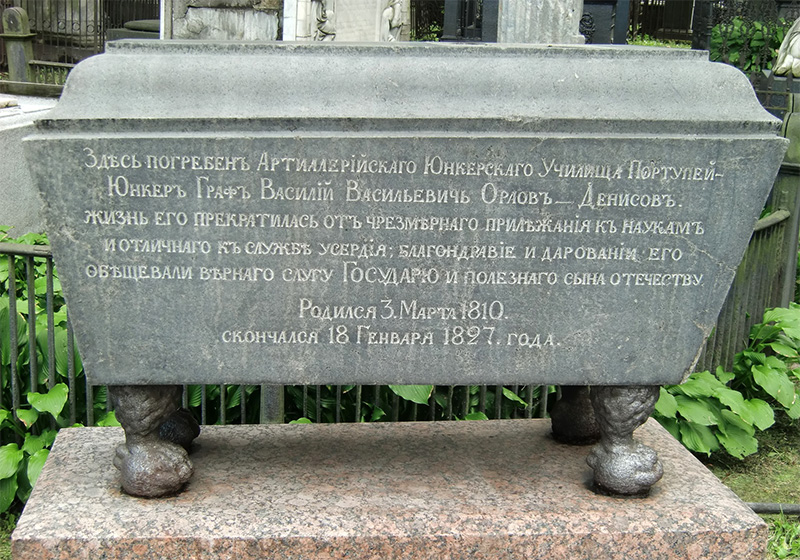 Здѣсь погребенъ Артиллерійскаго Юнкерскаго Училища Портупей-
Юнкеръ Графъ Василій Васильевичь Орловъ — Денисовъ.
жизнь его прекратилась отъ чрезмѣрнаго прилѣжанія къ наукамъ
и отличнаго къ службѣ усердія; благондравіе и дарованіи его
обѣщевали вѣрнаго слугу ГОСУДАРЮ и полезнаго сына отечеству.
Родился 3. Марта 1810.
скончался 18 Генваря 1827. года.